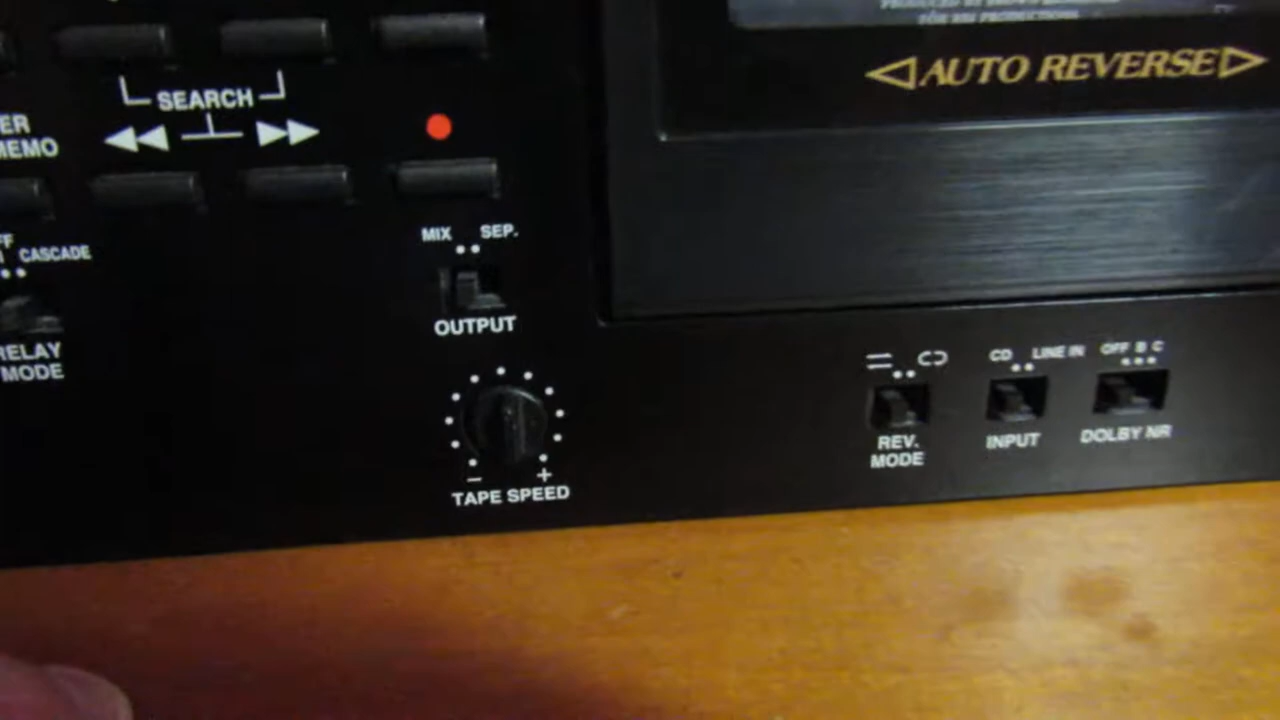 AUTO REVERSE
SEARCH
ER
MEMO
MIX SEP.
CASCADE
OUTPUT
RELAY
MODE
CD LINE IN
OFF B C
REV.
MODE
INPUT
DOLBY NR
- +
TAPE SPEED